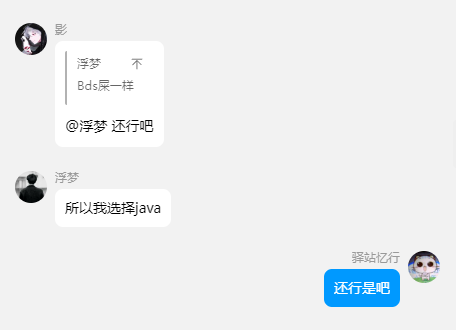 影
浮梦 不
Bds屎一样
@浮梦 还行吧
浮梦
所以我选择java
驿站忆行
还行是吧